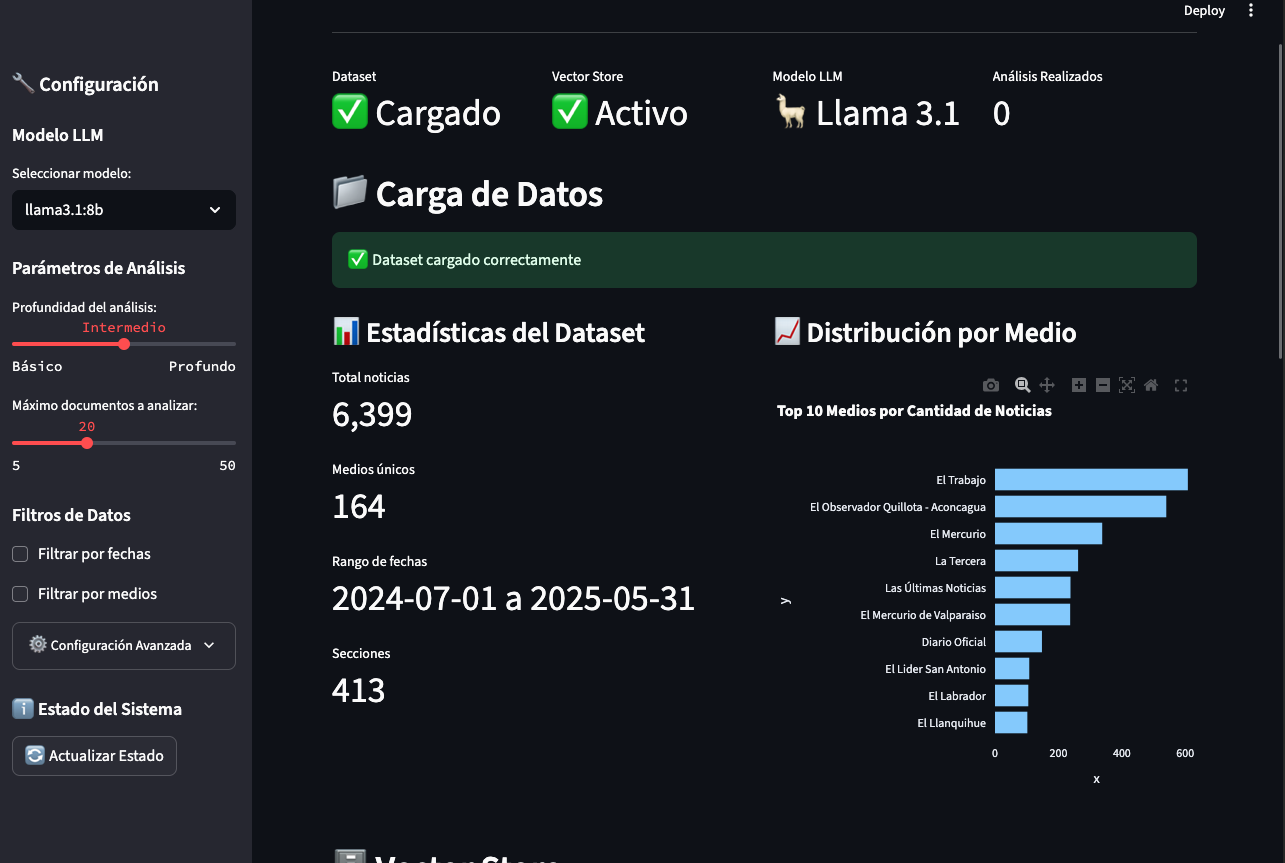 Deploy
Configuración
Modelo LLM
Seleccionar modelo:
llama3.1:8b
Parámetros de Análisis
Profundidad del análisis:
Intermedio
Básico Profundo
Máximo documentos a analizar:
20
5 50
Filtros de Datos
Filtrar por fechas
Filtrar por medios
Configuración Avanzada
Estado del Sistema
Actualizar Estado
Dataset Vector Store Modelo LLM Análisis Realizados
Cargado Activo Llama 3.1 0
Carga de Datos
Dataset cargado correctamente
Estadísticas del Dataset
Total noticias
6,399
Medios únicos
164
Rango de fechas
2024-07-01 a 2025-05-31
Secciones
413
Distribución por Medio
Top 10 Medios por Cantidad de Noticias
El Trabajo
El Observador Quillota - Aconcagua
El Mercurio
La Tercera
Las Últimas Noticias
El Mercurio de Valparaiso
Diario Oficial
El Lider San Antonio
El Labrador
El Llanquihue
y
0 200 400 600
x
Vector Store